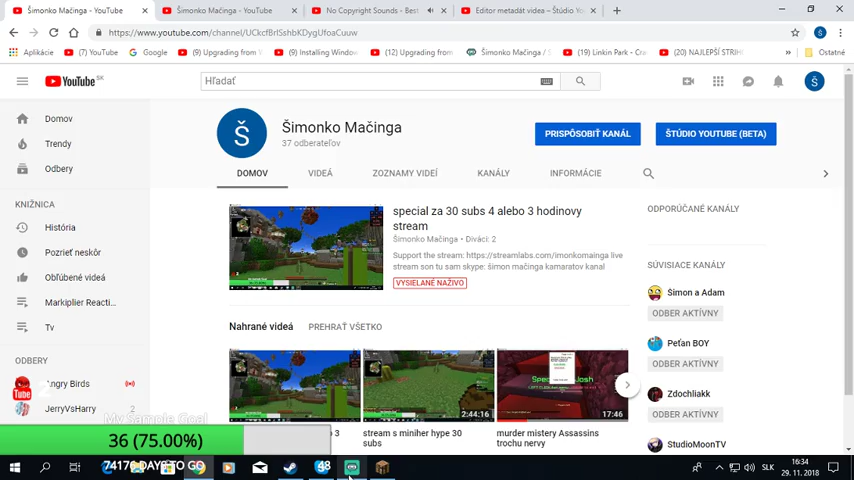 Šimonko Mačinga - YouTube
Šimonko Mačinga - YouTube
No Copyright Sounds - Best
Editor metadát videa – Štúdio Yo
https://www.youtube.com/channel/UCkcfBrlSshbKDygUfoaCuuw
Aplikácie
(7) YouTube
Google
(9) Upgrading from
(9) Installing Window
(12) Upgrading from
Šimonko Mačinga / S
(19) Linkin Park - Cra
(20) NAJLEPŠÍ STRIH
Ostatné
YouTube SK
Hľadať
Š
Domov
Trendy
Odbery
KNIŽNICA
História
Pozrieť neskôr
Obľúbené videá
Markiplier Reacti...
Tv
ODBERY
Angry Birds
JerryVsHarry
2
Š
Šimonko Mačinga
37 odberateľov
PRISPÔSOBIŤ KANÁL
ŠTÚDIO YOUTUBE (BETA)
DOMOV
VIDEÁ
ZOZNAMY VIDEÍ
KANÁLY
INFORMÁCIE
special za 30 subs 4 alebo 3 hodinovy
stream
Šimonko Mačinga • Diváci: 2
Support the stream: https://streamlabs.com/imonkomainga live
stream son tu sam skype: šimon mačinga kamaratov kanal
VYSIELANÉ NAŽIVO
Nahrané videá
PREHRAŤ VŠETKO
2:44:16
17:46
stream s miniher hype 30
subs
murder mistery Assassins
trochu nervy
ODPORÚČANÉ KANÁLY
SÚVISIACE KANÁLY
Simon a Adam
ODBER AKTÍVNY
Peťan BOY
ODBER AKTÍVNY
Zdochliakk
ODBER AKTÍVNY
StudioMoonTV
Tube
My Sample Goal
36 (75.00%)
74176 DAYS TO GO
48
SLK
16:34
29. 11. 2018